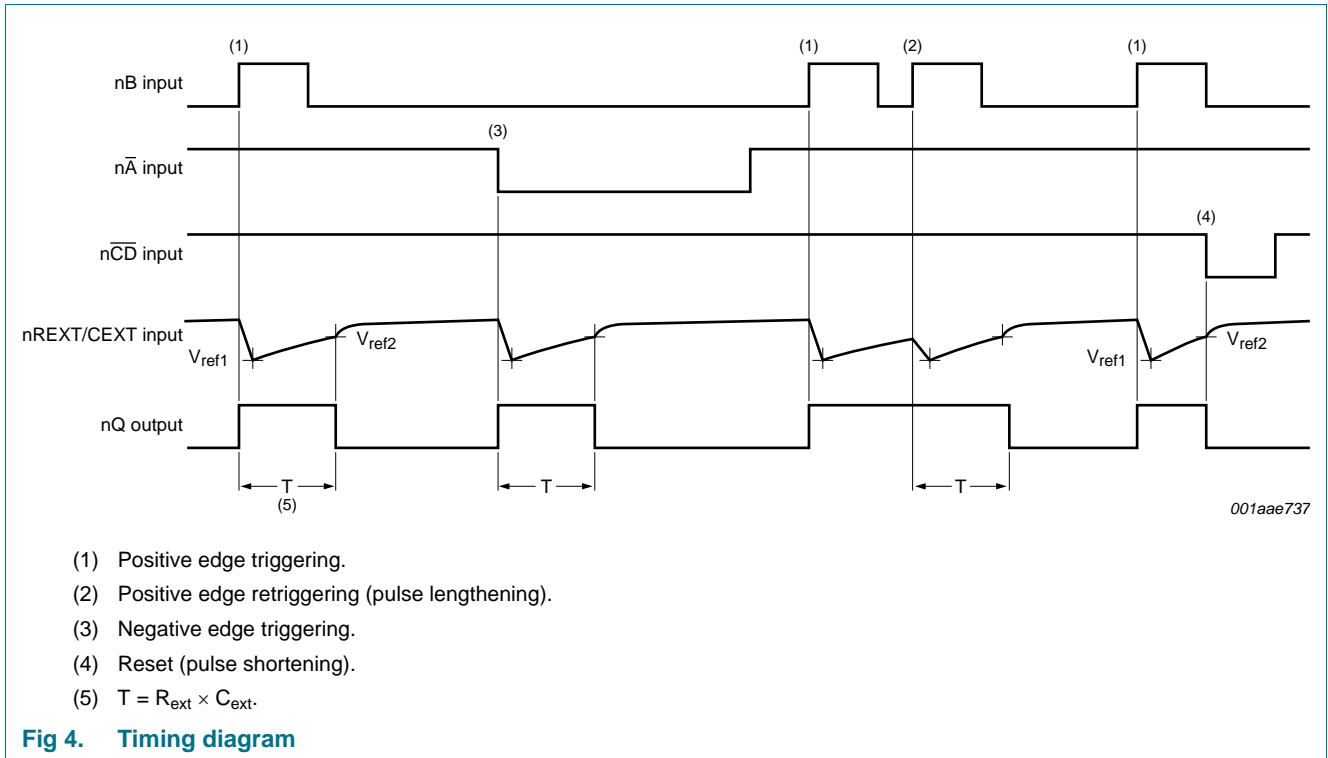 (1) (1) (2) (1)
nB input
(3)
nA̅ input
(4)
nC̅D̅ input
nREXT/CEXT input
Vref1 Vref2 Vref1 Vref2
nQ output
T T T
(5)
001aae737
(1) Positive edge triggering.
(2) Positive edge retriggering (pulse lengthening).
(3) Negative edge triggering.
(4) Reset (pulse shortening).
(5) T = Rext × Cext.
Fig 4. Timing diagram